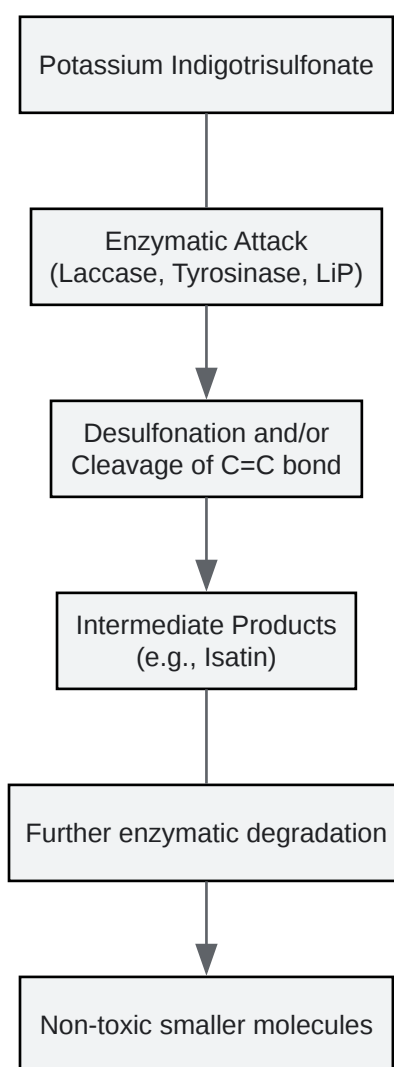 Potassium Indigotrisulfonate
Enzymatic Attack
(Laccase, Tyrosinase, LiP)
Desulfonation and/or
Cleavage of C=C bond
Intermediate Products
(e.g., Isatin)
Further enzymatic degradation
Non-toxic smaller molecules